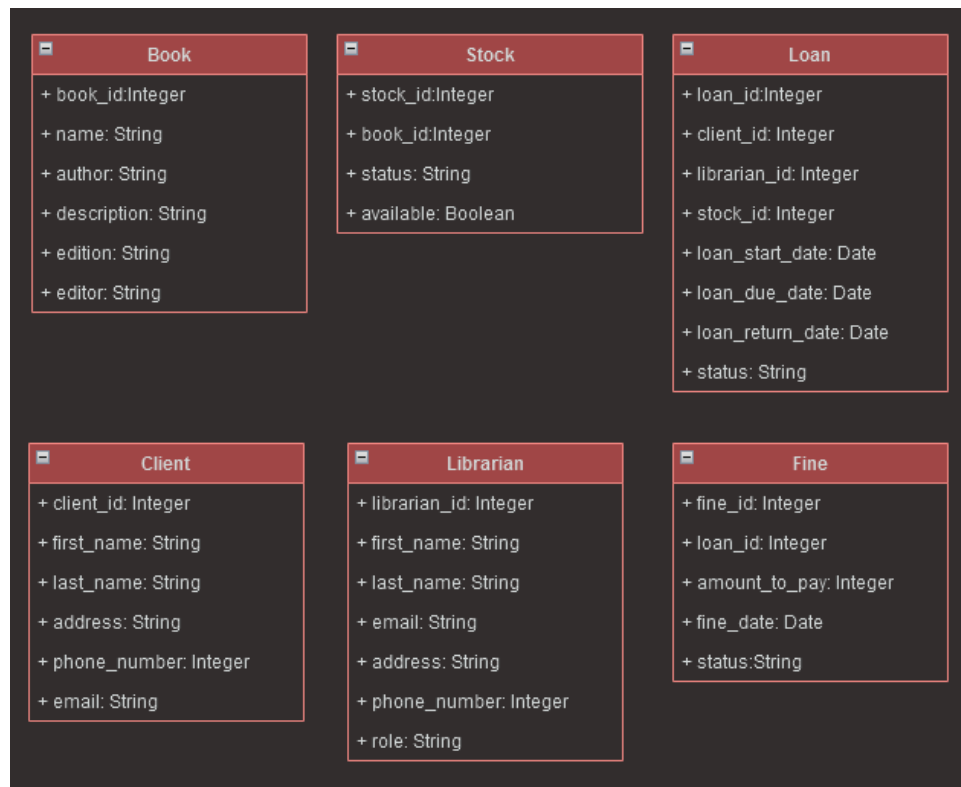 Book
+ book_id:Integer
+ name: String
+ author: String
+ description: String
+ edition: String
+ editor: String
Stock
+ stock_id:Integer
+ book_id:Integer
+ status: String
+ available: Boolean
Loan
+ loan_id:Integer
+ client_id: Integer
+ librarian_id: Integer
+ stock_id: Integer
+ loan_start_date: Date
+ loan_due_date: Date
+ loan_return_date: Date
+ status: String
Client
+ client_id: Integer
+ first_name: String
+ last_name: String
+ address: String
+ phone_number: Integer
+ email: String
Librarian
+ librarian_id: Integer
+ first_name: String
+ last_name: String
+ email: String
+ address: String
+ phone_number: Integer
+ role: String
Fine
+ fine_id: Integer
+ loan_id: Integer
+ amount_to_pay: Integer
+ fine_date: Date
+ status:String